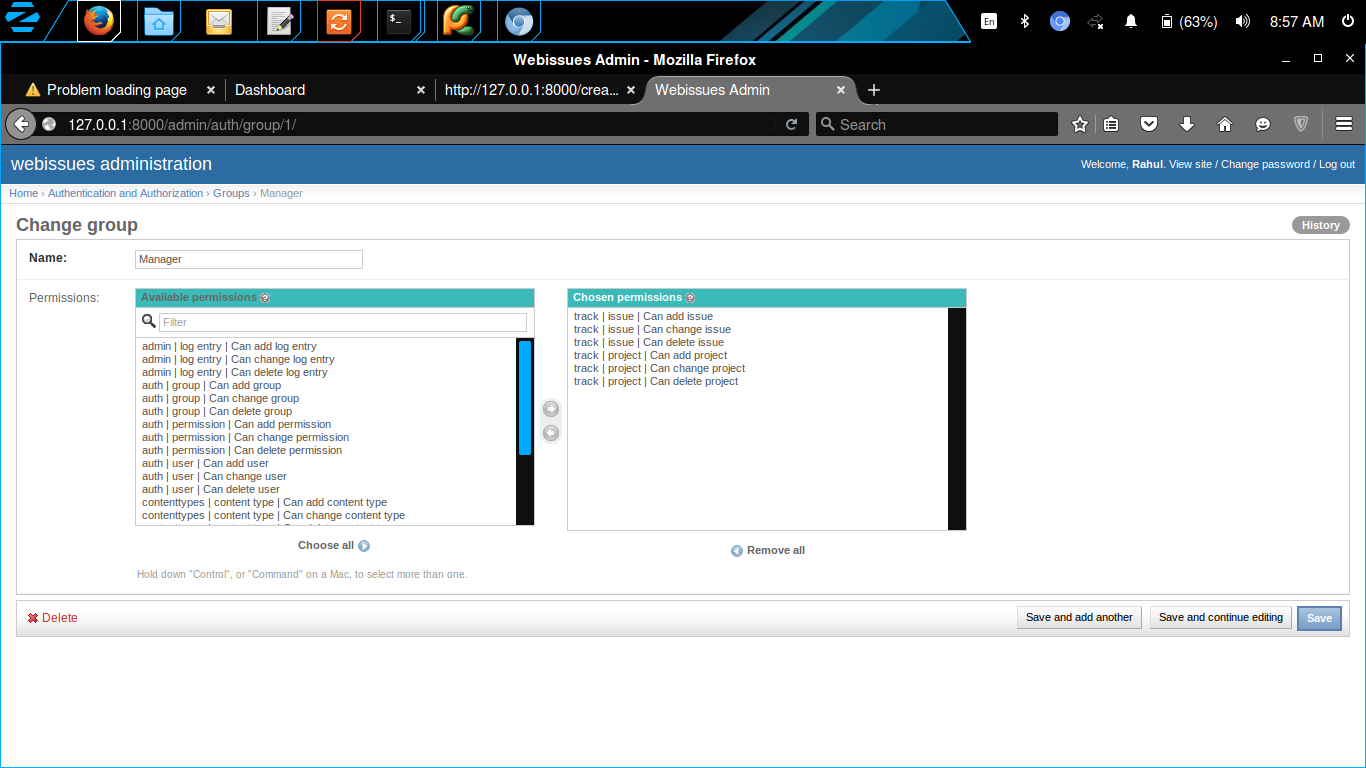 En (63%) 8:57 AM
Webissues Admin - Mozilla Firefox
Problem loading page Dashboard http://127.0.0.1:8000/crea... Webissues Admin
127.0.0.1:8000/admin/auth/group/1/ Search
webissues administration Welcome, Rahul. View site / Change password / Log out
Home › Authentication and Authorization › Groups › Manager
Change group History
Name: Manager
Permissions: Available permissions Chosen permissions
Filter
admin | log entry | Can add log entry
admin | log entry | Can change log entry
admin | log entry | Can delete log entry
auth | group | Can add group
auth | group | Can change group
auth | group | Can delete group
auth | permission | Can add permission
auth | permission | Can change permission
auth | permission | Can delete permission
auth | user | Can add user
auth | user | Can change user
auth | user | Can delete user
contenttypes | content type | Can add content type
contenttypes | content type | Can change content type
track | issue | Can add issue
track | issue | Can change issue
track | issue | Can delete issue
track | project | Can add project
track | project | Can change project
track | project | Can delete project
Choose all Remove all
Hold down "Control", or "Command" on a Mac, to select more than one.
Delete Save and add another Save and continue editing Save